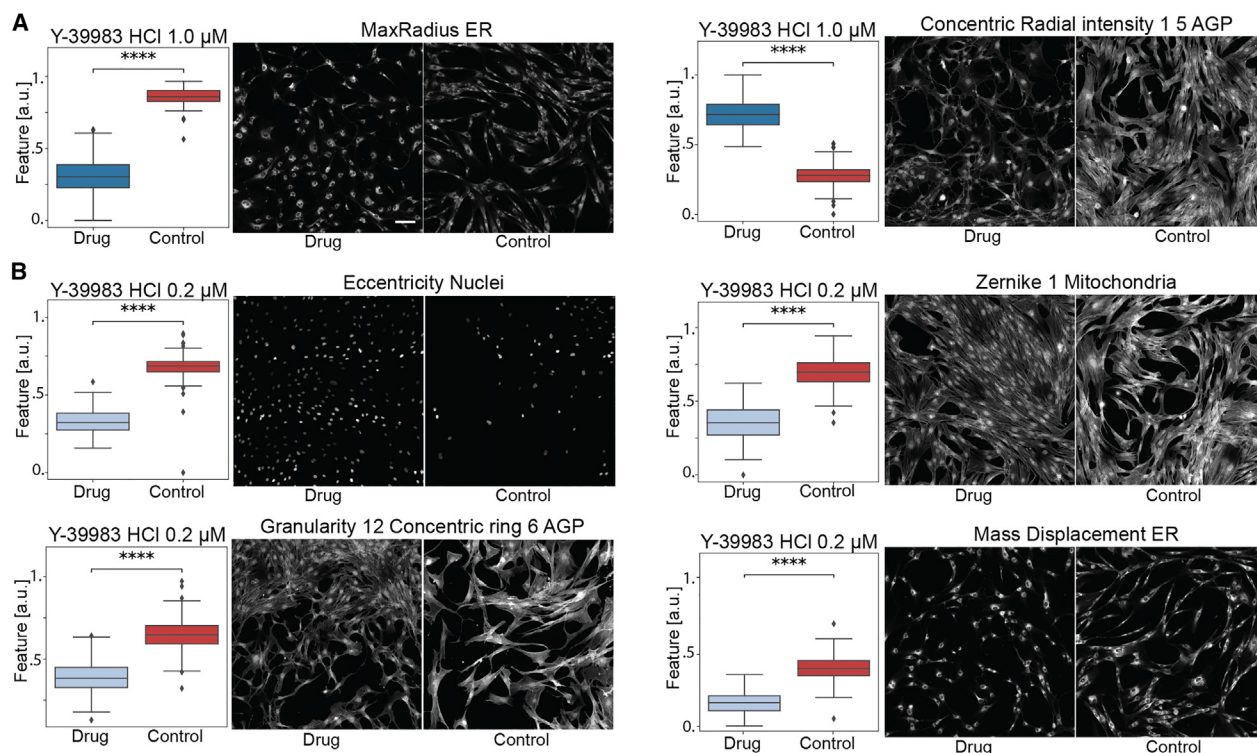 A
Y-39983 HCl 1.0 µM
MaxRadius ER
****
Feature [a.u.]
1.
.5
0.
Drug
Control
Drug
Control
Y-39983 HCl 1.0 µM
Concentric Radial intensity 1 5 AGP
****
Feature [a.u.]
1.
.5
0.
Drug
Control
Drug
Control
B
Y-39983 HCl 0.2 µM
Eccentricity Nuclei
****
Feature [a.u.]
1.
.5
0.
Drug
Control
Drug
Control
Y-39983 HCl 0.2 µM
Zernike 1 Mitochondria
****
Feature [a.u.]
1.
.5
0.
Drug
Control
Drug
Control
Y-39983 HCl 0.2 µM
Granularity 12 Concentric ring 6 AGP
****
Feature [a.u.]
1.
.5
Drug
Control
Drug
Control
Y-39983 HCl 0.2 µM
Mass Displacement ER
****
Feature [a.u.]
1.
.5
0.
Drug
Control
Drug
Control